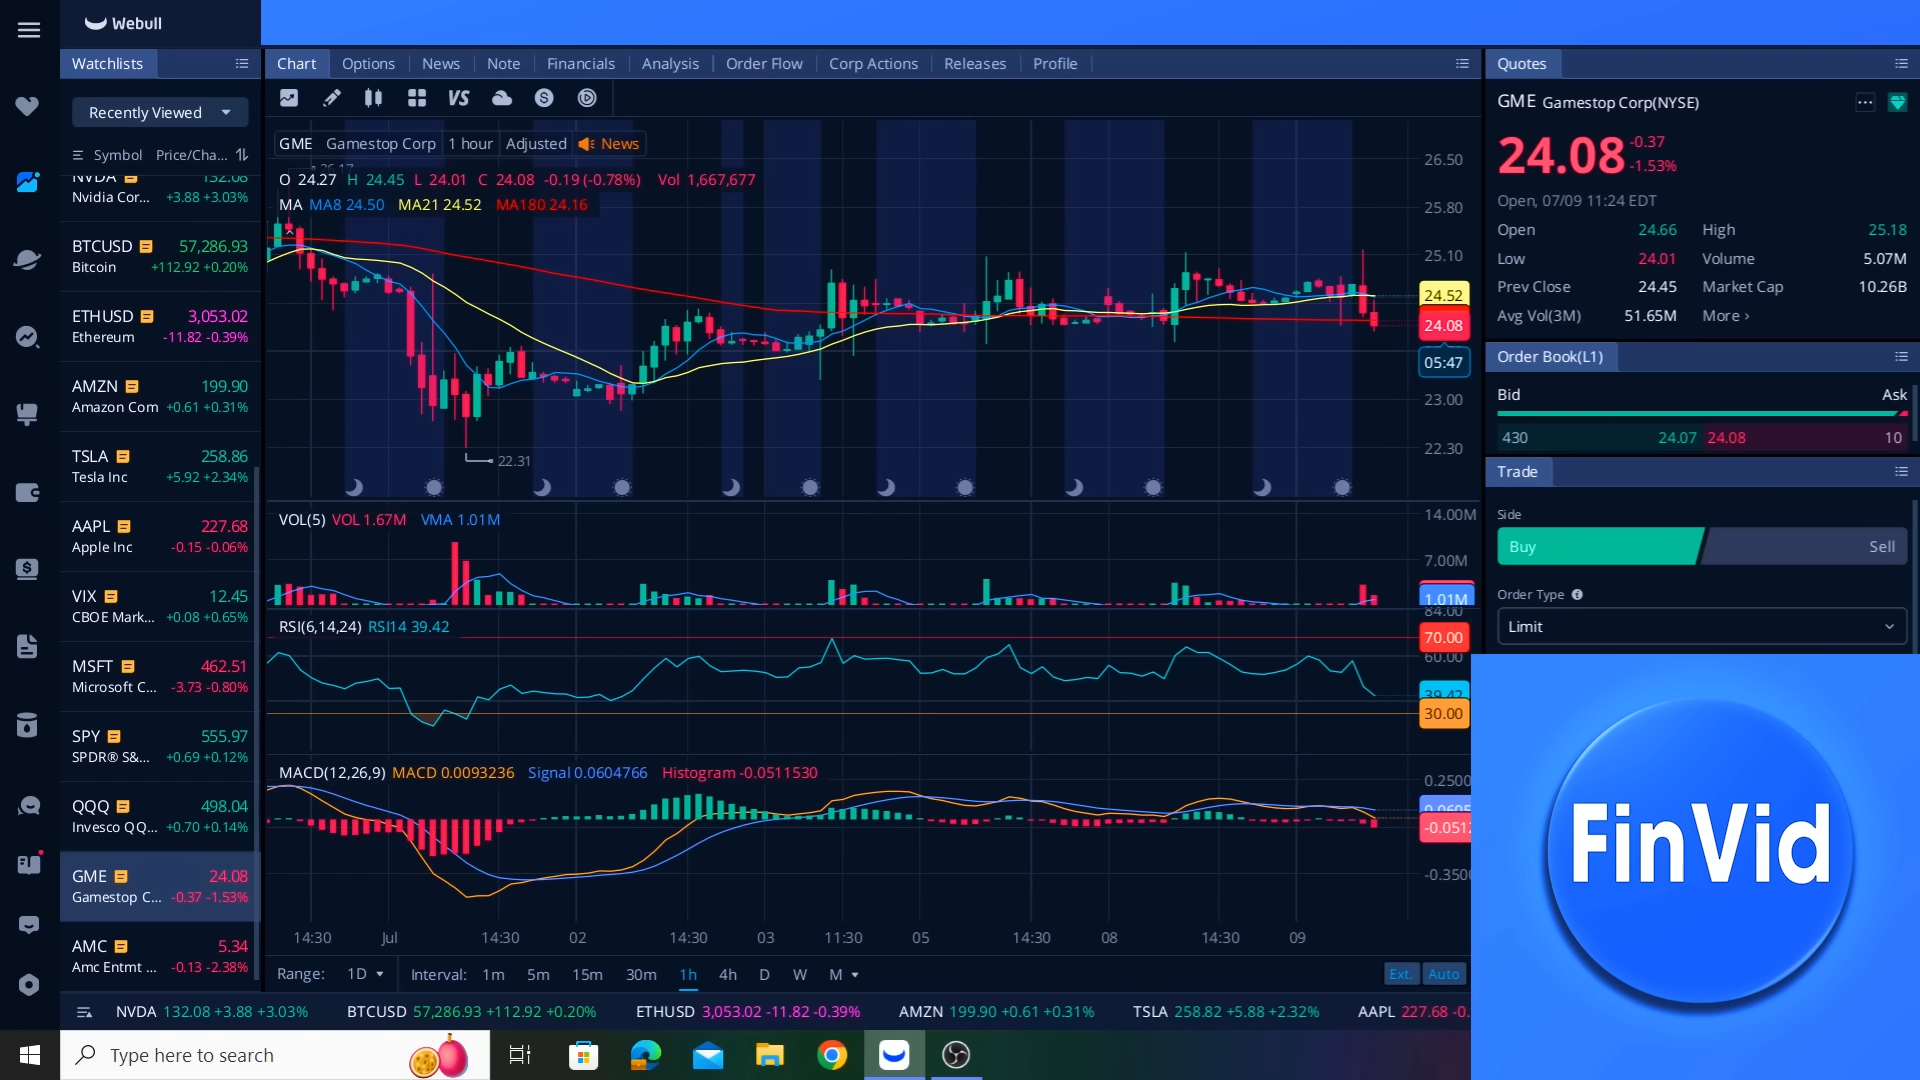 Webull
Watchlists
Recently Viewed
Symbol Price/Cha...
NVDA 132.08
Nvidia Cor... +3.88 +3.03%
BTCUSD 57,286.93
Bitcoin +112.92 +0.20%
ETHUSD 3,053.02
Ethereum -11.82 -0.39%
AMZN 199.90
Amazon Com +0.61 +0.31%
TSLA 258.86
Tesla Inc +5.92 +2.34%
AAPL 227.68
Apple Inc -0.15 -0.06%
VIX 12.45
CBOE Mark... +0.08 +0.65%
MSFT 462.51
Microsoft C... -3.73 -0.80%
SPY 555.97
SPDR® S&... +0.69 +0.12%
QQQ 498.04
Invesco QQ... +0.70 +0.14%
GME 24.08
Gamestop C... -0.37 -1.53%
AMC 5.34
Amc Entmt ... -0.13 -2.38%
Chart Options News Note Financials Analysis Order Flow Corp Actions Releases Profile
VS
GME Gamestop Corp 1 hour Adjusted News
26.17
O 24.27 H 24.45 L 24.01 C 24.08 -0.19 (-0.78%) Vol 1,667,677
MA MA8 24.50 MA21 24.52 MA180 24.16
26.50
25.80
25.10
24.52
24.08
05:47
23.00
22.30
22.31
VOL(5) VOL 1.67M VMA 1.01M
14.00M
7.00M
1.01M
RSI(6,14,24) RSI14 39.42
84.00
70.00
60.00
39.42
30.00
MACD(12,26,9) MACD 0.0093236 Signal 0.0604766 Histogram -0.0511530
0.2500
0.0605
-0.0512
-0.3500
14:30 Jul 14:30 02 14:30 03 11:30 05 14:30 08 14:30 09
Range: 1D Interval: 1m 5m 15m 30m 1h 4h D W M Ext. Auto
NVDA 132.08 +3.88 +3.03% BTCUSD 57,286.93 +112.92 +0.20% ETHUSD 3,053.02 -11.82 -0.39% AMZN 199.90 +0.61 +0.31% TSLA 258.82 +5.88 +2.32% AAPL 227.68 -0.
Type here to search
Quotes
GME Gamestop Corp(NYSE)
24.08 -0.37
-1.53%
Open, 07/09 11:24 EDT
Open 24.66 High 25.18
Low 24.01 Volume 5.07M
Prev Close 24.45 Market Cap 10.26B
Avg Vol(3M) 51.65M More ›
Order Book(L1)
Bid Ask
430 24.07 24.08 10
Trade
Side
Buy Sell
Order Type
Limit
FinVid